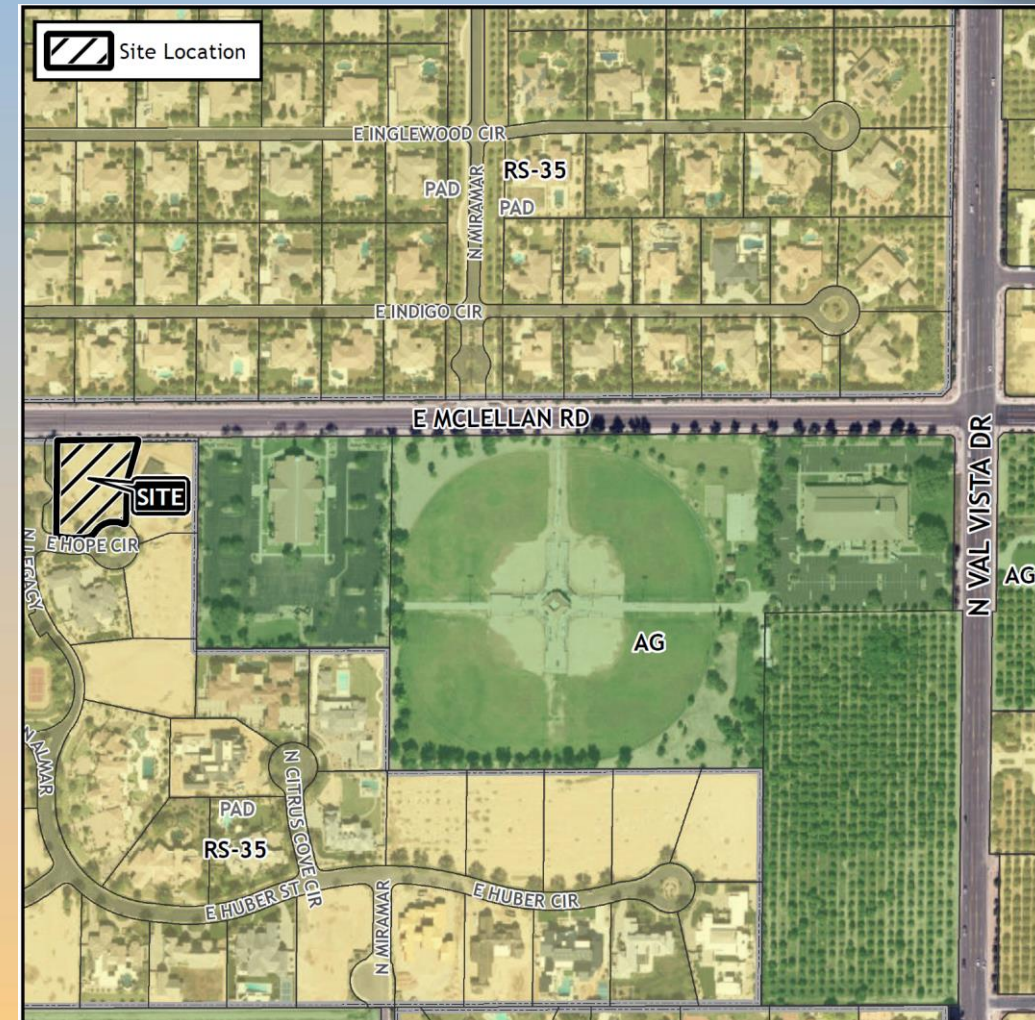 Site Location
E INGLEWOOD CIR
RS-35
PAD
PAD
N MIRAMAR
E INDIGO CIR
E MCLELLAN RD
N VAL VISTA DR
SITE
E HOPE CIR
N LEGACY
AG
AG
N ALMAR
N CITRUS COVE CIR
PAD
RS-35
E HUBER ST
N MIRAMAR
E HUBER CIR